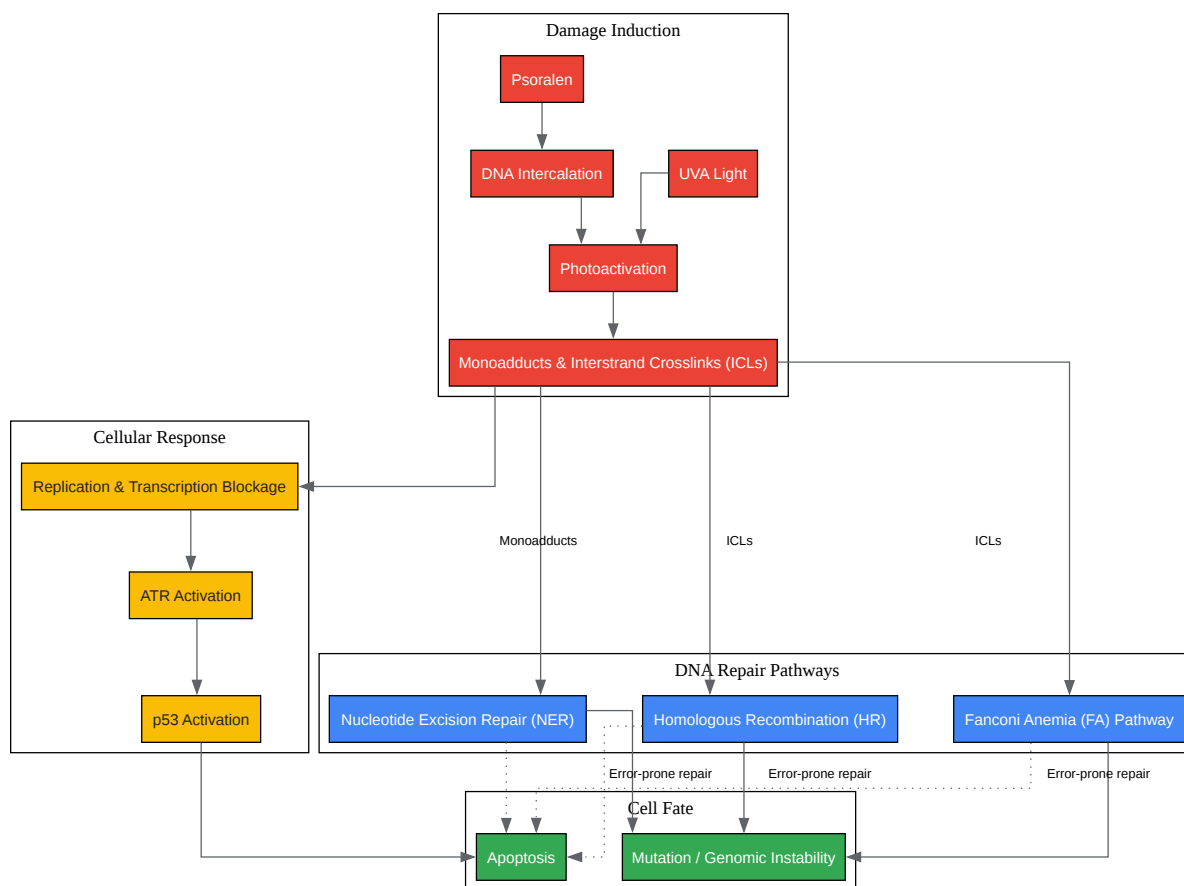 Damage Induction
Psoralen
DNA Intercalation
UVA Light
Photoactivation
Monoadducts & Interstrand Crosslinks (ICLs)
Cellular Response
Replication & Transcription Blockage
Monoadducts
ICLs
ICLs
ATR Activation
DNA Repair Pathways
p53 Activation
Nucleotide Excision Repair (NER)
Homologous Recombination (HR)
Fanconi Anemia (FA) Pathway
Error-prone repair
Error-prone repair
Error-prone repair
Cell Fate
Apoptosis
Mutation / Genomic Instability